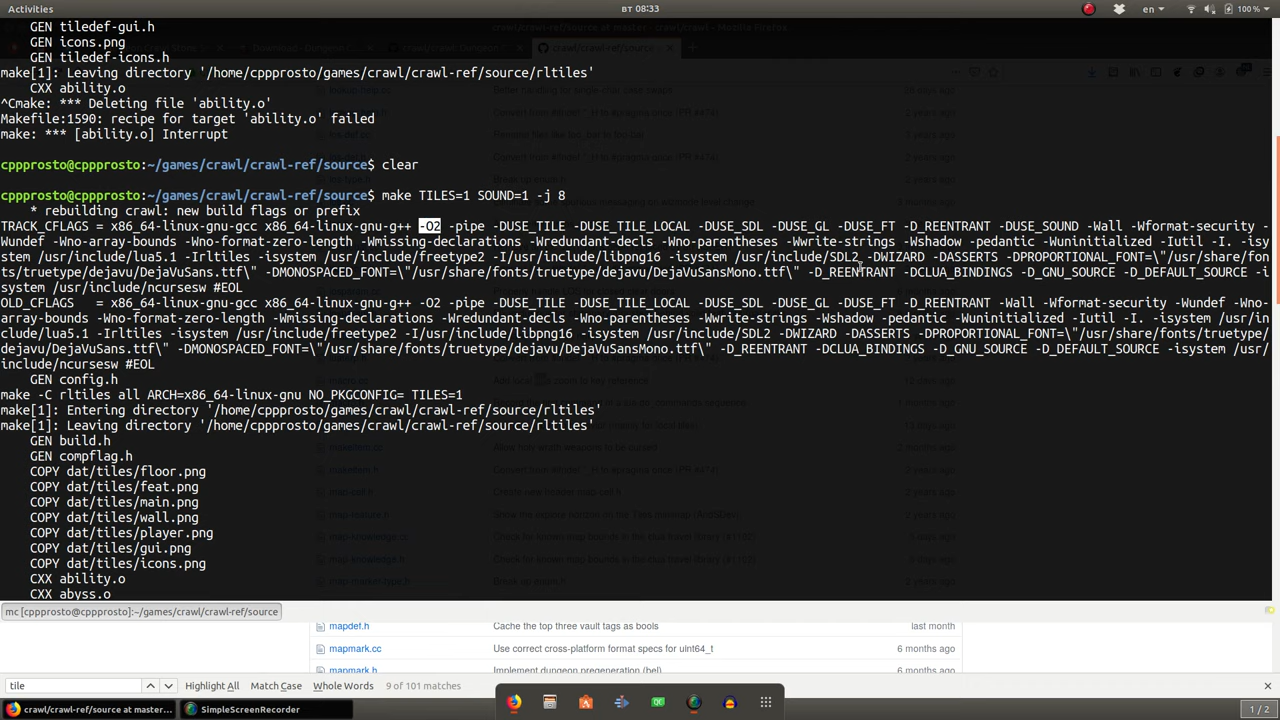 Activities
вт 08:33
en
100 %
GEN tiledef-gui.h
GEN icons.png
GEN tiledef-icons.h
make[1]: Leaving directory '/home/cppprosto/games/crawl/crawl-ref/source/rltiles'
CXX ability.o
^Cmake: *** Deleting file 'ability.o'
Makefile:1590: recipe for target 'ability.o' failed
make: *** [ability.o] Interrupt
cppprosto@cppprosto:~/games/crawl/crawl-ref/source$ clear
cppprosto@cppprosto:~/games/crawl/crawl-ref/source$ make TILES=1 SOUND=1 -j 8
* rebuilding crawl: new build flags or prefix
TRACK_CFLAGS = x86_64-linux-gnu-gcc x86_64-linux-gnu-g++ -O2 -pipe -DUSE_TILE -DUSE_TILE_LOCAL -DUSE_SDL -DUSE_GL -DUSE_FT -D_REENTRANT -DUSE_SOUND -Wall -Wformat-security -
Wundef -Wno-array-bounds -Wno-format-zero-length -Wmissing-declarations -Wredundant-decls -Wno-parentheses -Wwrite-strings -Wshadow -pedantic -Wuninitialized -Iutil -I. -isy
stem /usr/include/lua5.1 -Irltiles -isystem /usr/include/freetype2 -I/usr/include/libpng16 -isystem /usr/include/SDL2 -DWIZARD -DASSERTS -DPROPORTIONAL_FONT=\"/usr/share/fon
ts/truetype/dejavu/DejaVuSans.ttf\" -DMONOSPACED_FONT=\"/usr/share/fonts/truetype/dejavu/DejaVuSansMono.ttf\" -D_REENTRANT -DCLUA_BINDINGS -D_GNU_SOURCE -D_DEFAULT_SOURCE -i
system /usr/include/ncursesw #EOL
OLD_CFLAGS   = x86_64-linux-gnu-gcc x86_64-linux-gnu-g++ -O2 -pipe -DUSE_TILE -DUSE_TILE_LOCAL -DUSE_SDL -DUSE_GL -DUSE_FT -D_REENTRANT -Wall -Wformat-security -Wundef -Wno-
array-bounds -Wno-format-zero-length -Wmissing-declarations -Wredundant-decls -Wno-parentheses -Wwrite-strings -Wshadow -pedantic -Wuninitialized -Iutil -I. -isystem /usr/in
clude/lua5.1 -Irltiles -isystem /usr/include/freetype2 -I/usr/include/libpng16 -isystem /usr/include/SDL2 -DWIZARD -DASSERTS -DPROPORTIONAL_FONT=\"/usr/share/fonts/truetype/
dejavu/DejaVuSans.ttf\" -DMONOSPACED_FONT=\"/usr/share/fonts/truetype/dejavu/DejaVuSansMono.ttf\" -D_REENTRANT -DCLUA_BINDINGS -D_GNU_SOURCE -D_DEFAULT_SOURCE -isystem /usr/
include/ncursesw #EOL
GEN config.h
make -C rltiles all ARCH=x86_64-linux-gnu NO_PKGCONFIG= TILES=1
make[1]: Entering directory '/home/cppprosto/games/crawl/crawl-ref/source/rltiles'
make[1]: Leaving directory '/home/cppprosto/games/crawl/crawl-ref/source/rltiles'
GEN build.h
GEN compflag.h
COPY dat/tiles/floor.png
COPY dat/tiles/feat.png
COPY dat/tiles/main.png
COPY dat/tiles/wall.png
COPY dat/tiles/player.png
COPY dat/tiles/gui.png
COPY dat/tiles/icons.png
CXX ability.o
CXX abyss.o
mc [cppprosto@cppprosto]:~/games/crawl/crawl-ref/source
mapdef.h Cache the top three vault tags as bools last month
mapmark.cc Use correct cross-platform format specs for uint64_t 6 months ago
mapmark.h Implement dungeon pregeneration (bel) 6 months ago
tile Highlight All Match Case Whole Words 9 of 101 matches
crawl/crawl-ref/source at master...
SimpleScreenRecorder
1 / 2